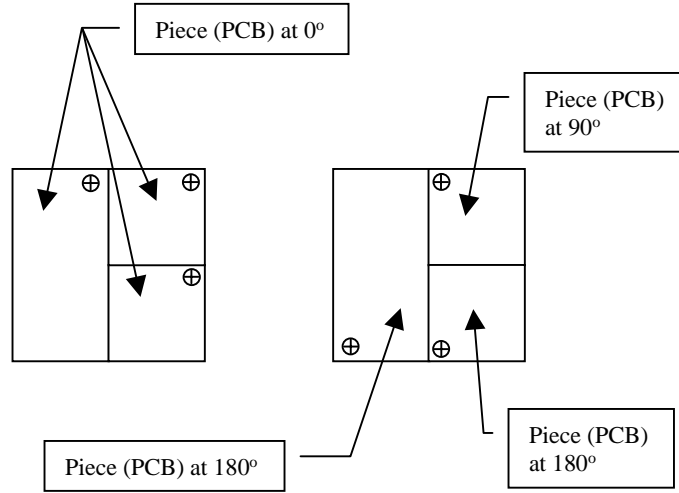 Piece (PCB) at 0º
Piece (PCB)
at 90º
Piece (PCB) at 180º
Piece (PCB)
at 180º